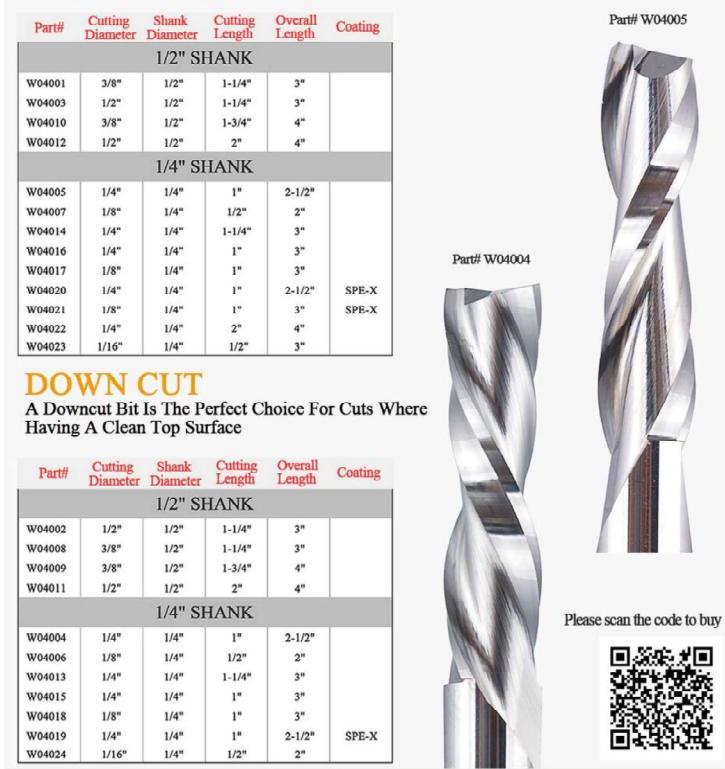 Part# Cutting Diameter Shank Diameter Cutting Length Overall Length Coating
1/2" SHANK
W04001 3/8" 1/2" 1-1/4" 3"
W04003 1/2" 1/2" 1-1/4" 3"
W04010 3/8" 1/2" 1-3/4" 4"
W04012 1/2" 1/2" 2" 4"
1/4" SHANK
W04005 1/4" 1/4" 1" 2-1/2"
W04007 1/8" 1/4" 1/2" 2"
W04014 1/4" 1/4" 1-1/4" 3"
W04016 1/4" 1/4" 1" 3"
W04017 1/8" 1/4" 1" 3"
W04020 1/4" 1/4" 1" 2-1/2" SPE-X
W04021 1/8" 1/4" 1" 3" SPE-X
W04022 1/4" 1/4" 2" 4"
W04023 1/16" 1/4" 1/2" 3"
DOWN CUT
A Downcut Bit Is The Perfect Choice For Cuts Where
Having A Clean Top Surface
Part# Cutting Diameter Shank Diameter Cutting Length Overall Length Coating
1/2" SHANK
W04002 1/2" 1/2" 1-1/4" 3"
W04008 3/8" 1/2" 1-1/4" 3"
W04009 3/8" 1/2" 1-3/4" 4"
W04011 1/2" 1/2" 2" 4"
1/4" SHANK
W04004 1/4" 1/4" 1" 2-1/2"
W04006 1/8" 1/4" 1/2" 2"
W04013 1/4" 1/4" 1-1/4" 3"
W04015 1/4" 1/4" 1" 3"
W04018 1/8" 1/4" 1" 3"
W04019 1/4" 1/4" 1" 2-1/2" SPE-X
W04024 1/16" 1/4" 1/2" 2"
Part# W04005
Part# W04004
Please scan the code to buy